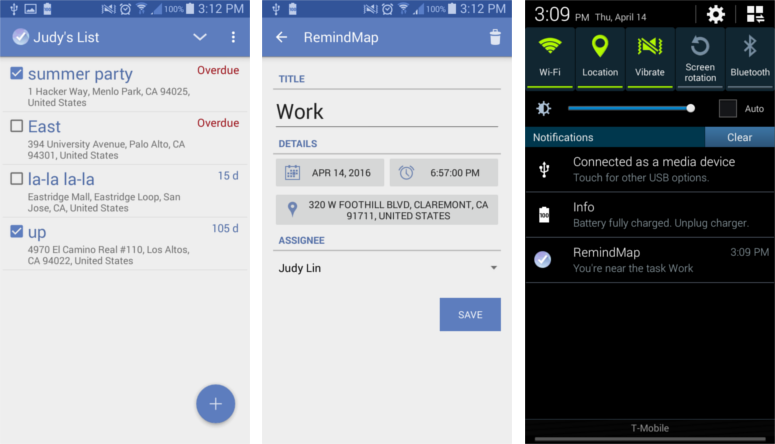 100% 3:12 PM
Judy's List
summer party
Overdue
1 Hacker Way, Menlo Park, CA 94025,
United States
East
Overdue
394 University Avenue, Palo Alto, CA
94301, United States
la-la la-la
15 d
Eastridge Mall, Eastridge Loop, San
Jose, CA, United States
up
105 d
4970 El Camino Real #110, Los Altos,
CA 94022, United States
+
100% 3:12 PM
RemindMap
TITLE
Work
DETAILS
APR 14, 2016
6:57:00 PM
320 W FOOTHILL BLVD, CLAREMONT, CA
91711, UNITED STATES
ASSIGNEE
Judy Lin
SAVE
3:09 PM Thu, April 14
Wi-Fi
Location
Vibrate
Screen
rotation
Bluetooth
Auto
Notifications
Clear
Connected as a media device
Touch for other USB options.
100
Info
Battery fully charged. Unplug charger.
RemindMap
3:09 PM
You're near the task Work
T-Mobile